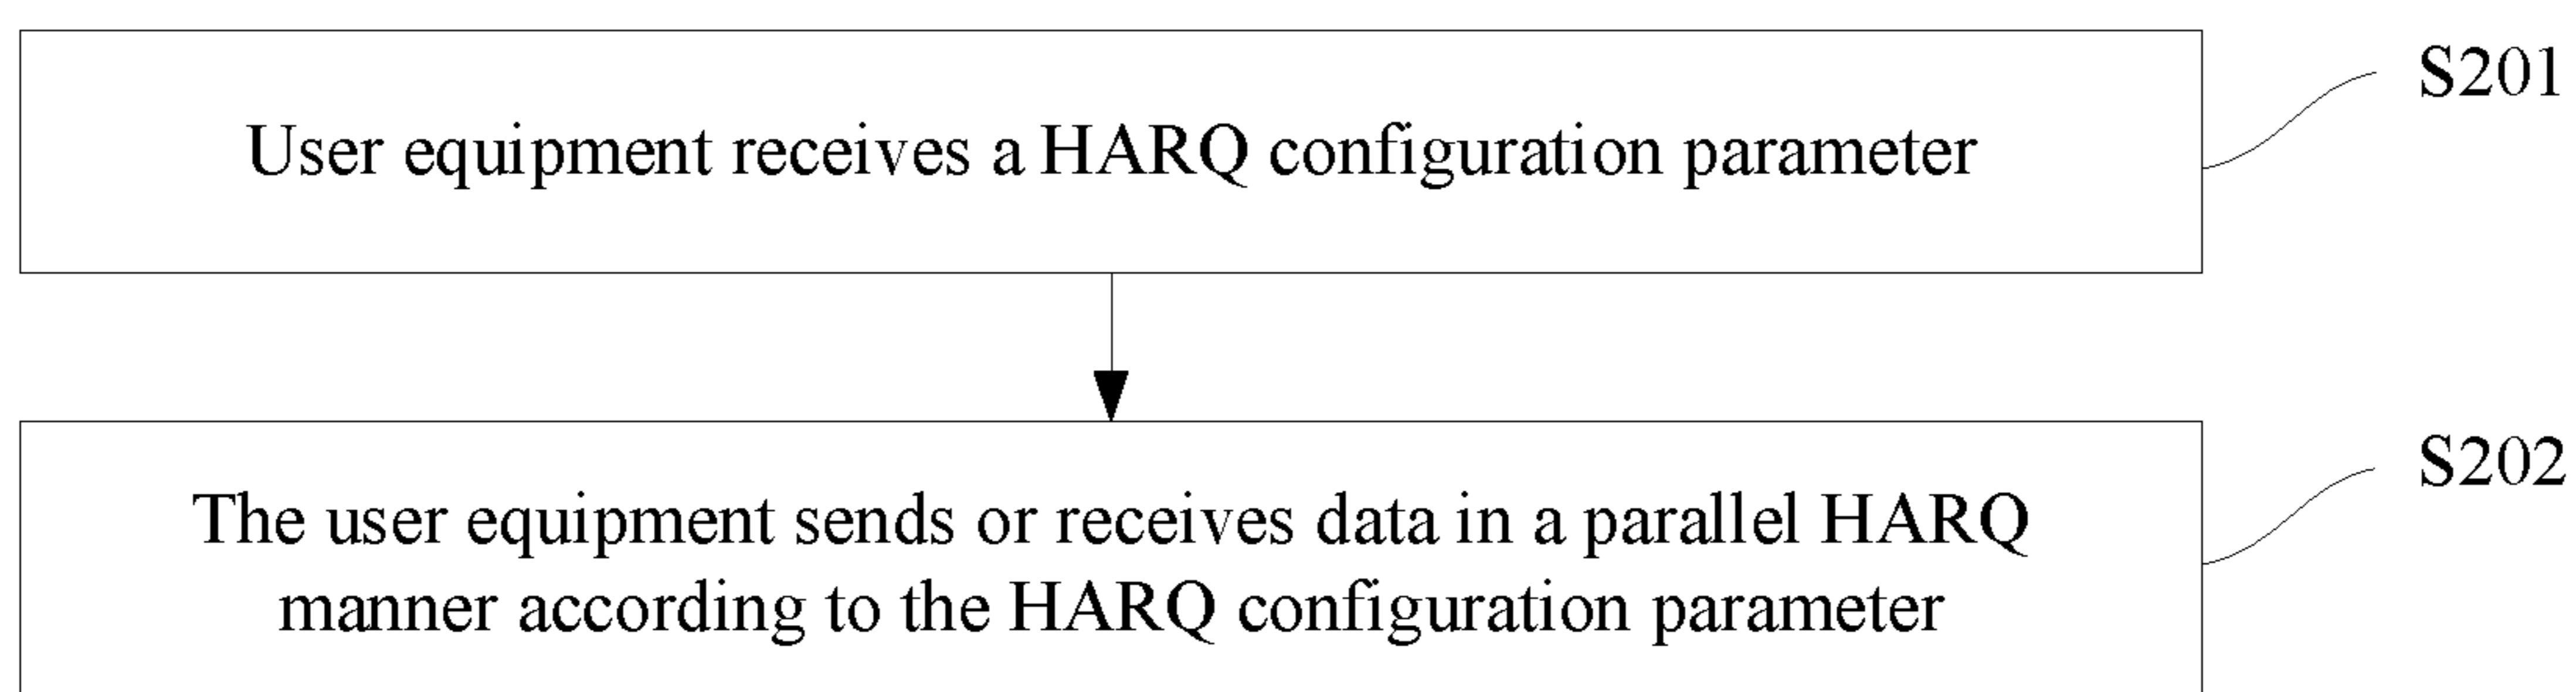 S201
User equipment receives a HARQ configuration parameter
S202
The user equipment sends or receives data in a parallel HARQ
manner according to the HARQ configuration parameter